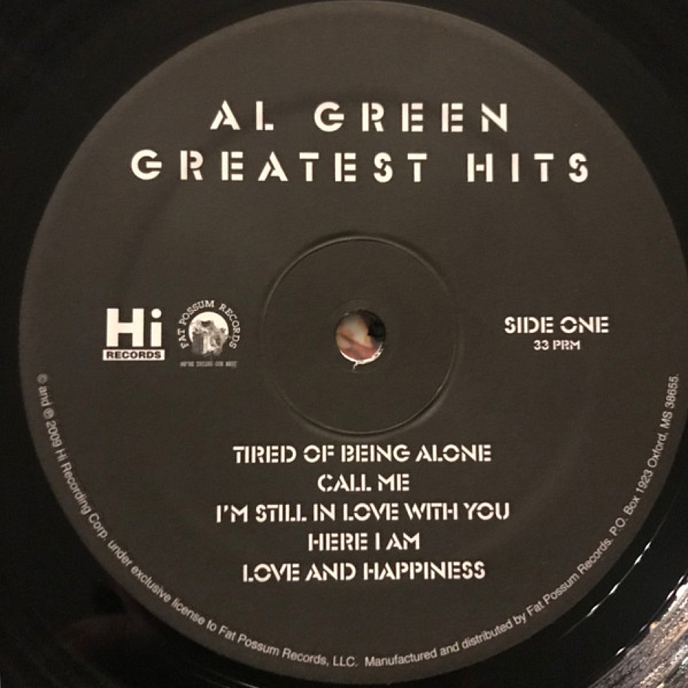 AL GREEN
GREATEST HITS
Hi
RECORDS
FAT POSSUM RECORDS
SIDE ONE
33 PRM
TIRED OF BEING ALONE
CALL ME
I'M STILL IN LOVE WITH YOU
HERE I AM
LOVE AND HAPPINESS
© and ℗ 2009 Hi Recording Corp. under exclusive license to Fat Possum Records, LLC. Manufactured and distributed by Fat Possum Records. P.O. Box 1923 Oxford, MS 38655.